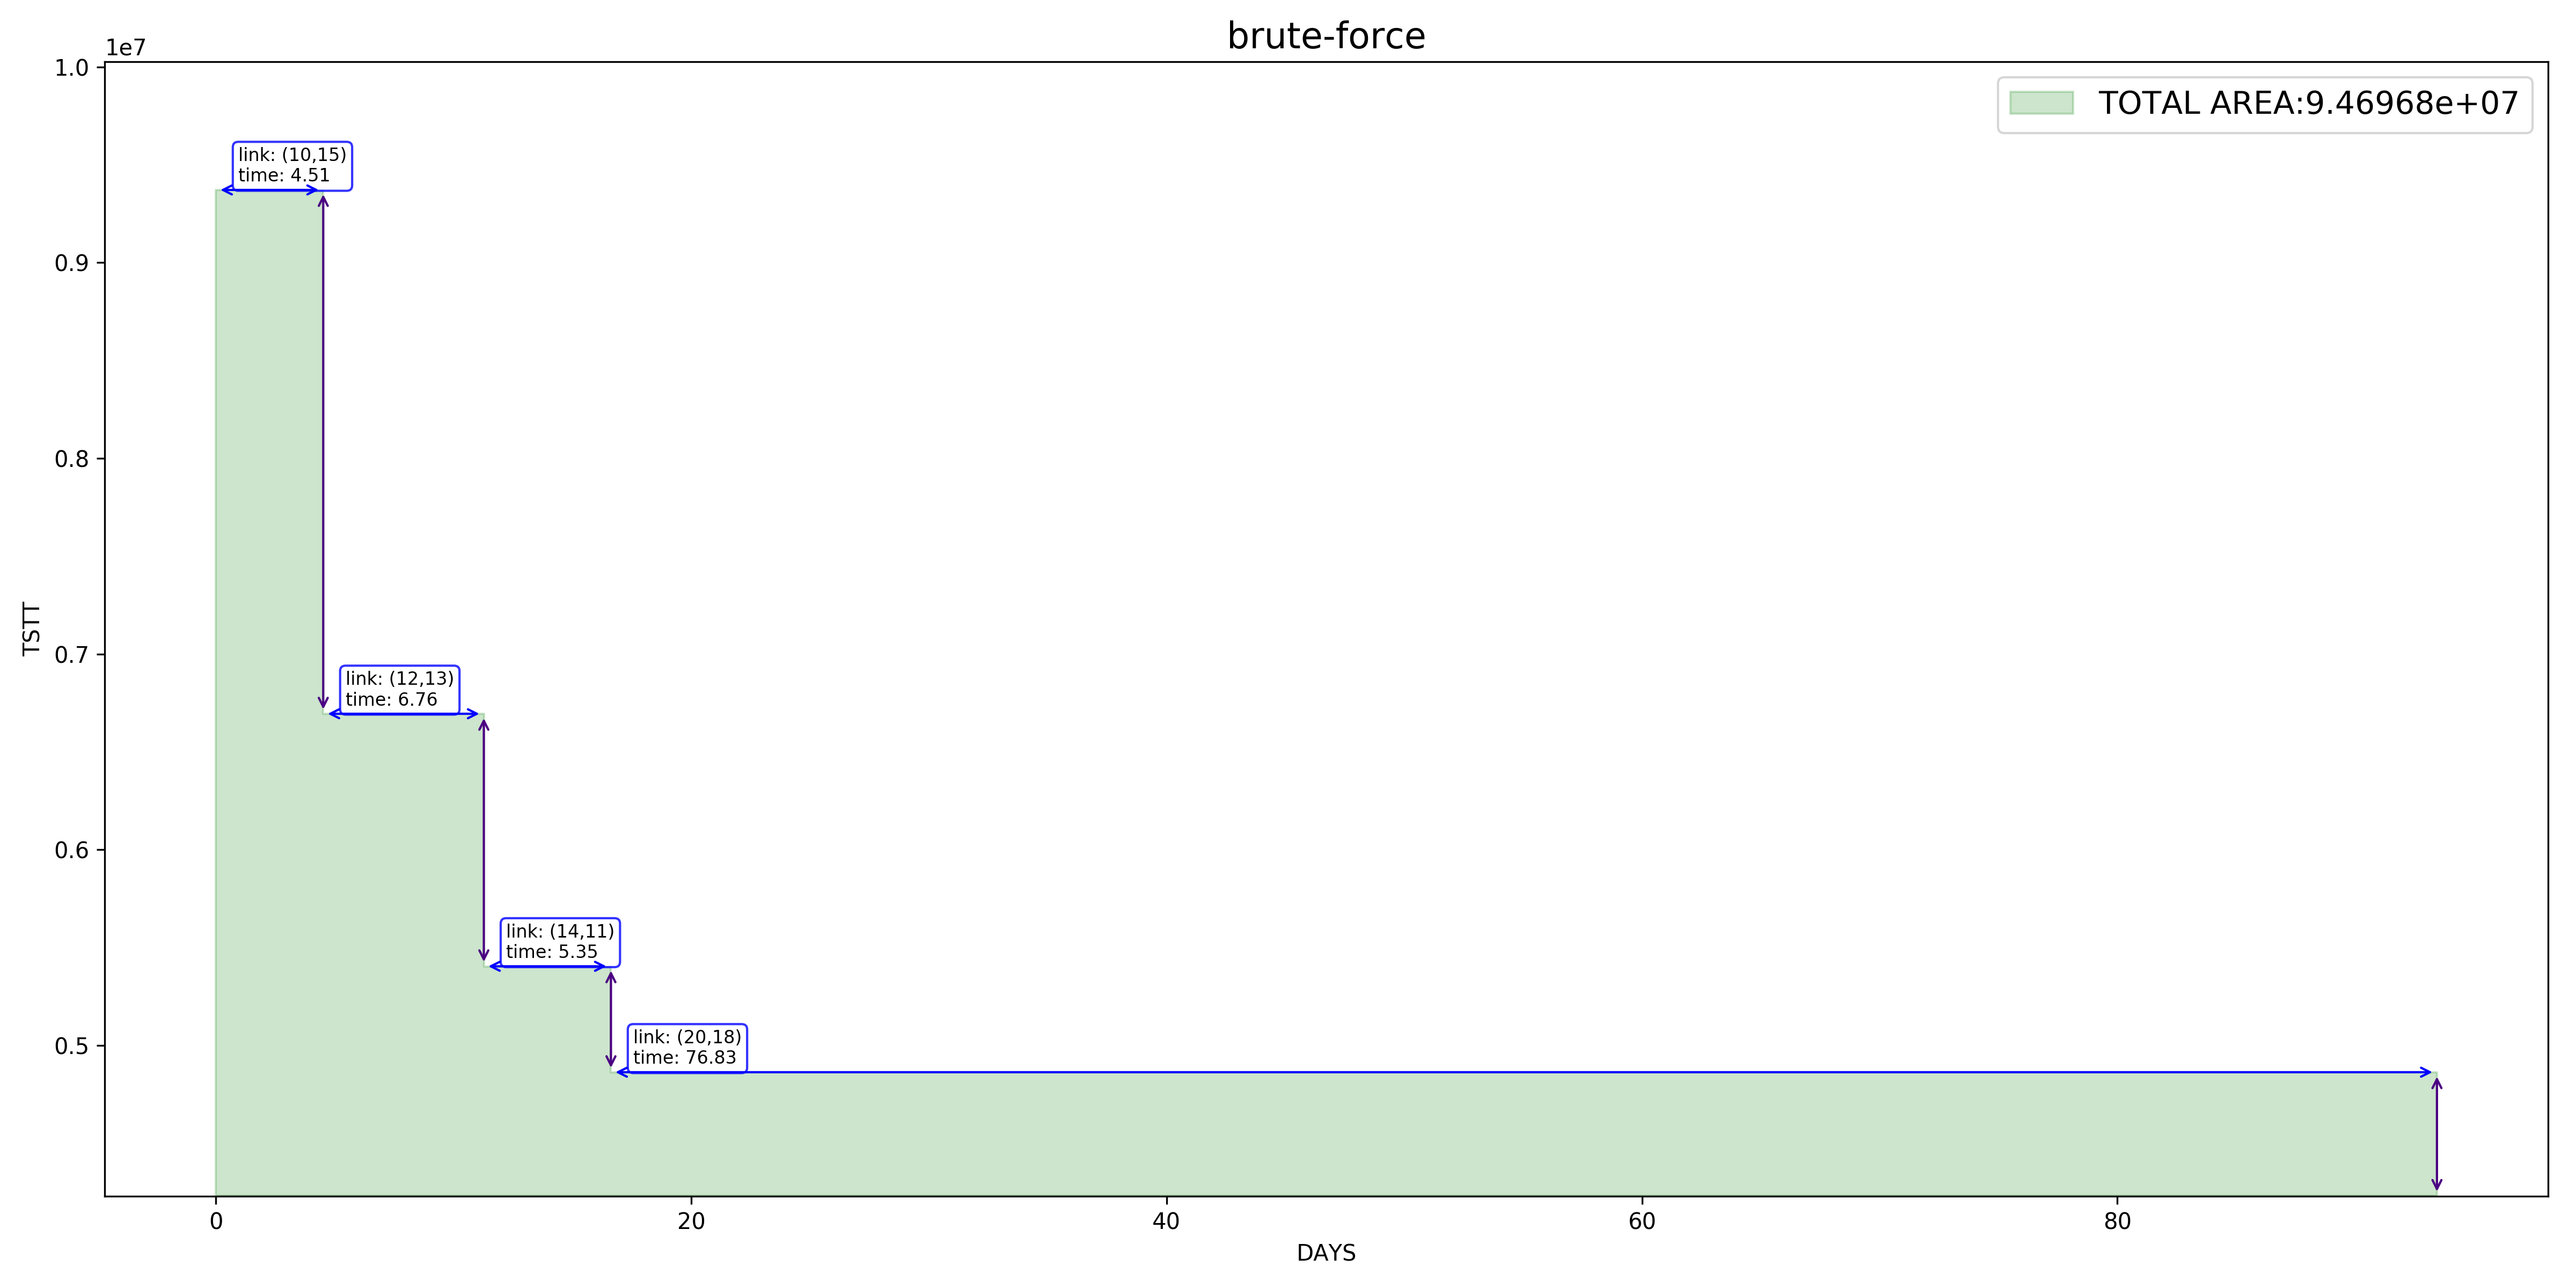 brute-force
1e7
1.0
0.9
0.8
0.7
0.6
0.5
TSTT
TOTAL AREA:9.46968e+07
link: (10,15)
time: 4.51
link: (12,13)
time: 6.76
link: (14,11)
time: 5.35
link: (20,18)
time: 76.83
0 20 40 60 80
DAYS